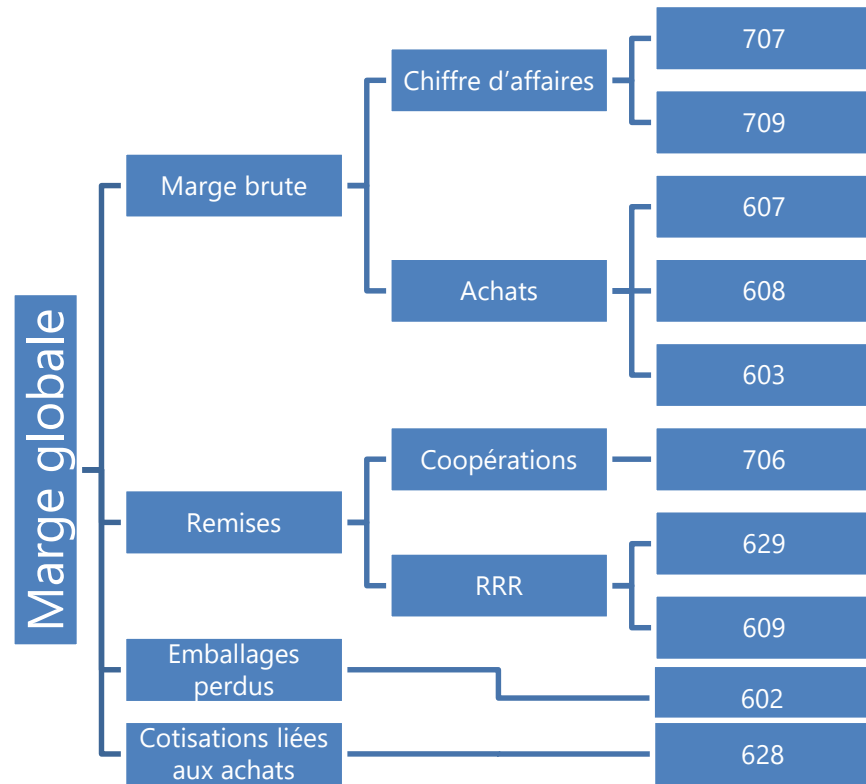 Marge globale
Marge brute
Chiffre d’affaires
707
709
Achats
607
608
603
Remises
Coopérations
706
RRR
629
609
Emballages
perdus
602
Cotisations liées
aux achats
628